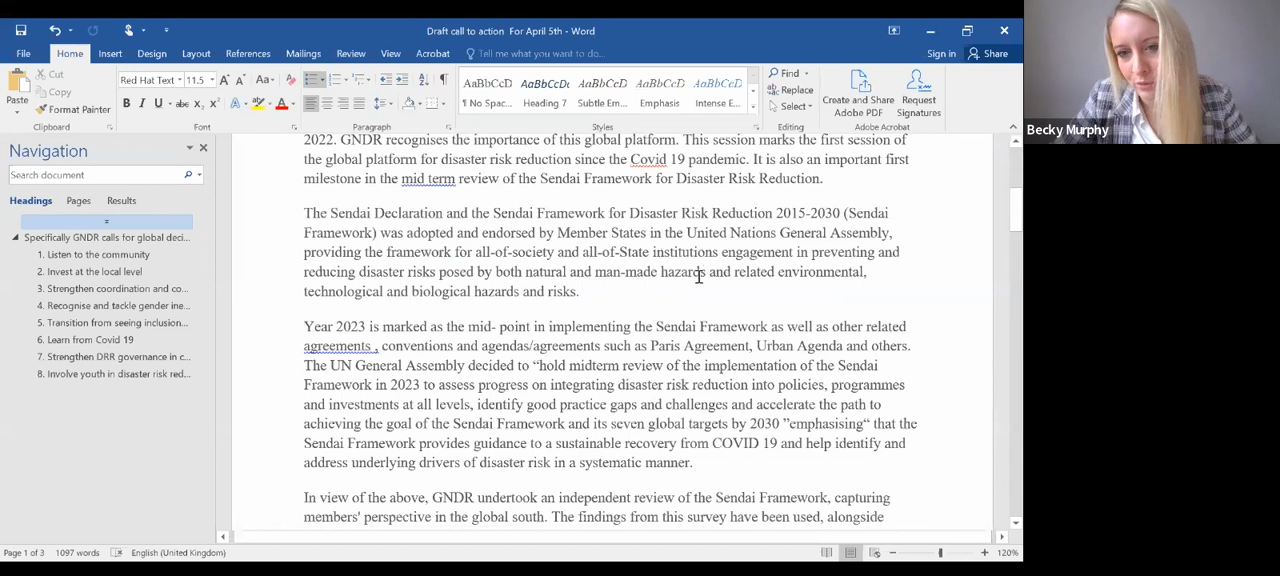 Draft call to action For April 5th - Word
File Home Insert Design Layout References Mailings Review View Acrobat Tell me what you want to do... Sign in Share
Paste
Cut
Copy
Format Painter
Clipboard
Red Hat Text 11.5
Font
Paragraph
AaBbCcD AaBbCcDc AaBbCcD AaBbCcD AaBbCcD
¶ No Spac... Heading 7 Subtle Em... Emphasis Intense E...
Styles
Find
Replace
Select
Editing
Create and Share Adobe PDF
Request Signatures
Adobe Acrobat
Becky Murphy
Navigation
Search document
Headings Pages Results
Specifically GNDR calls for global deci...
1. Listen to the community
2. Invest at the local level
3. Strengthen coordination and co...
4. Recognise and tackle gender ine...
5. Transition from seeing inclusion...
6. Learn from Covid 19
7. Strengthen DRR governance in c...
8. Involve youth in disaster risk red...
2022. GNDR recognises the importance of this global platform. This session marks the first session of
the global platform for disaster risk reduction since the Covid 19 pandemic. It is also an important first
milestone in the mid term review of the Sendai Framework for Disaster Risk Reduction.
The Sendai Declaration and the Sendai Framework for Disaster Risk Reduction 2015-2030 (Sendai
Framework) was adopted and endorsed by Member States in the United Nations General Assembly,
providing the framework for all-of-society and all-of-State institutions engagement in preventing and
reducing disaster risks posed by both natural and man-made hazards and related environmental,
technological and biological hazards and risks.
Year 2023 is marked as the mid- point in implementing the Sendai Framework as well as other related
agreements , conventions and agendas/agreements such as Paris Agreement, Urban Agenda and others.
The UN General Assembly decided to “hold midterm review of the implementation of the Sendai
Framework in 2023 to assess progress on integrating disaster risk reduction into policies, programmes
and investments at all levels, identify good practice gaps and challenges and accelerate the path to
achieving the goal of the Sendai Framework and its seven global targets by 2030 ”emphasising“ that the
Sendai Framework provides guidance to a sustainable recovery from COVID 19 and help identify and
address underlying drivers of disaster risk in a systematic manner.
In view of the above, GNDR undertook an independent review of the Sendai Framework, capturing
members' perspective in the global south. The findings from this survey have been used, alongside
Page 1 of 3 1097 words English (United Kingdom) 120%